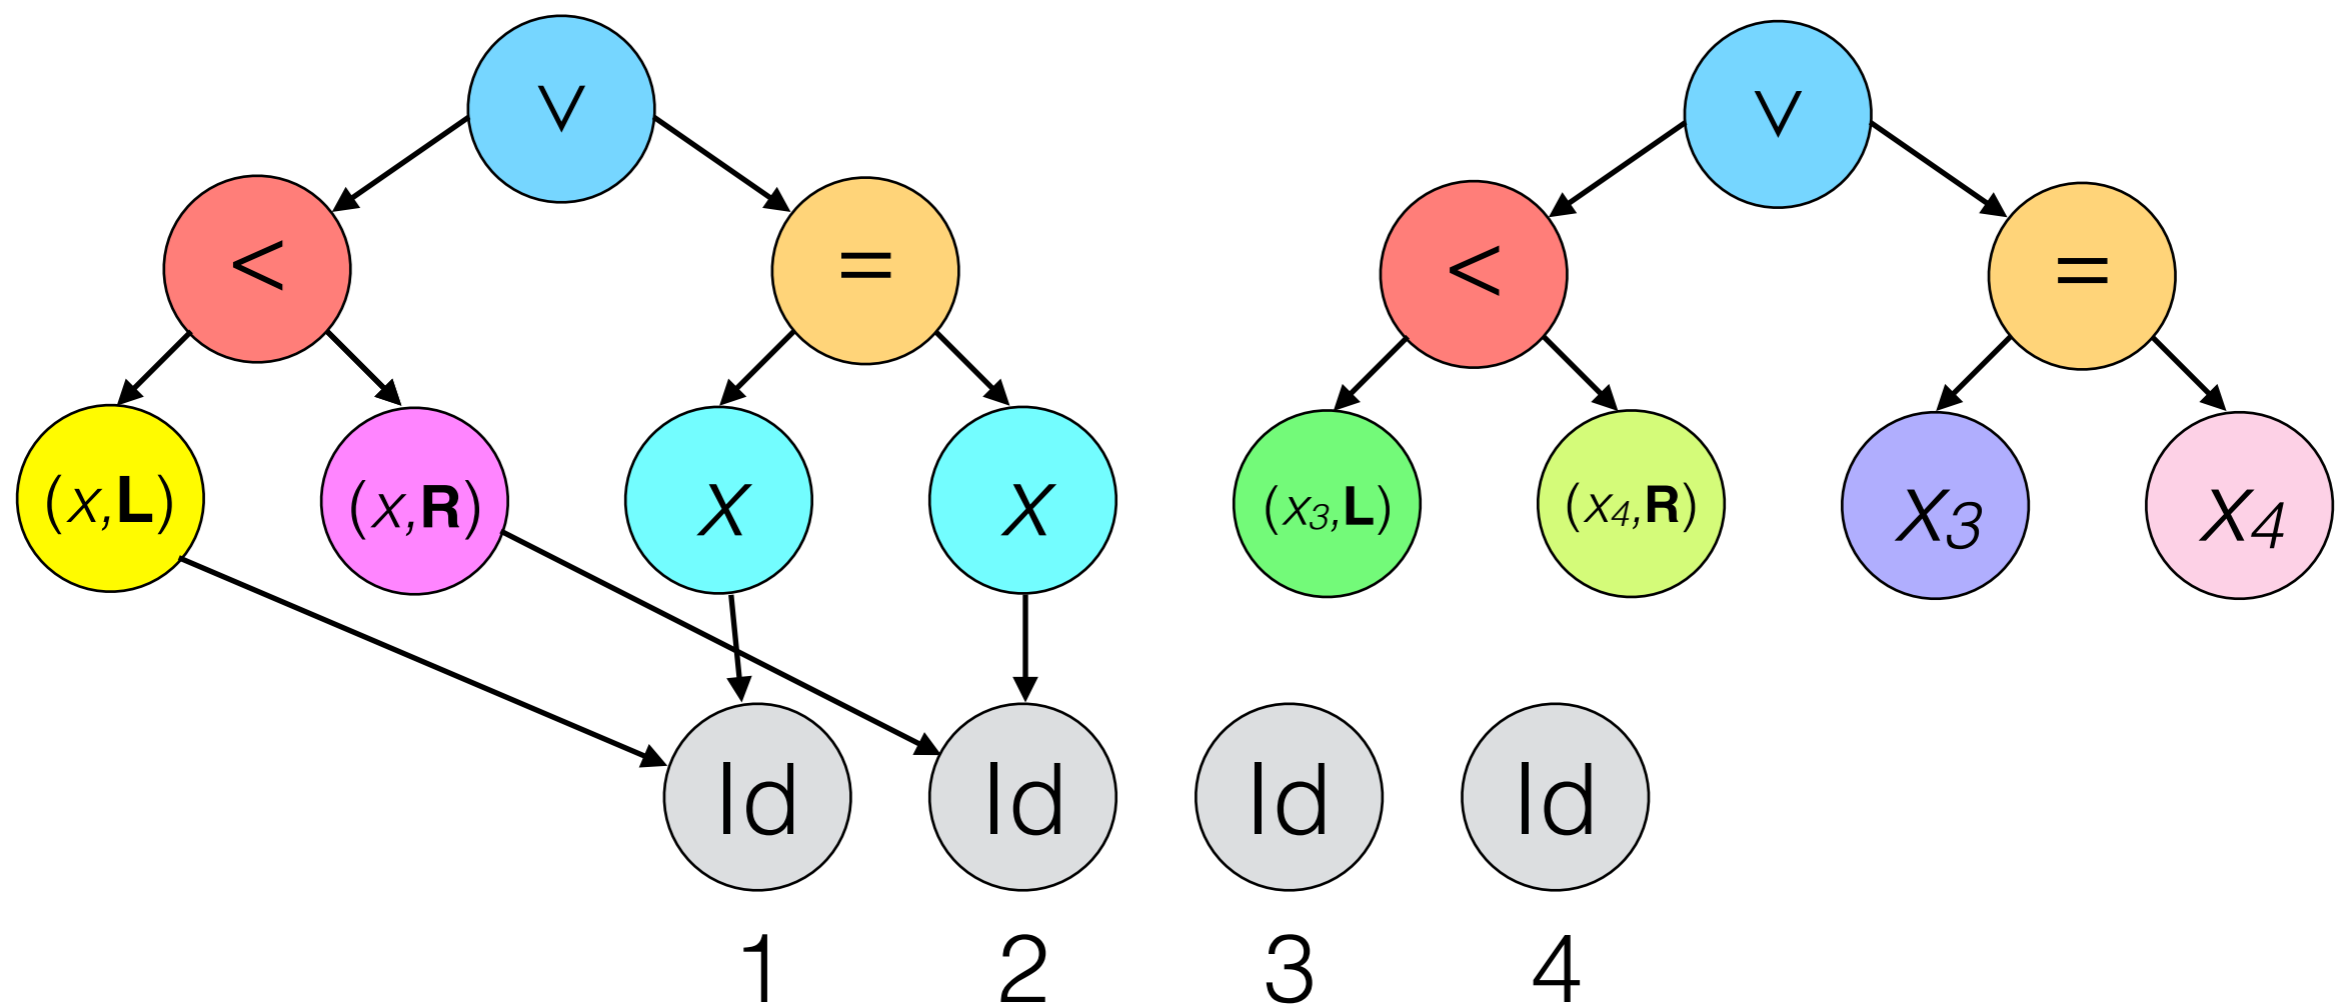 ∨ ∨
< = < =
(x,L) (x,R) x x (x₃,L) (x₄,R) x₃ x₄
Id Id Id Id
1 2 3 4